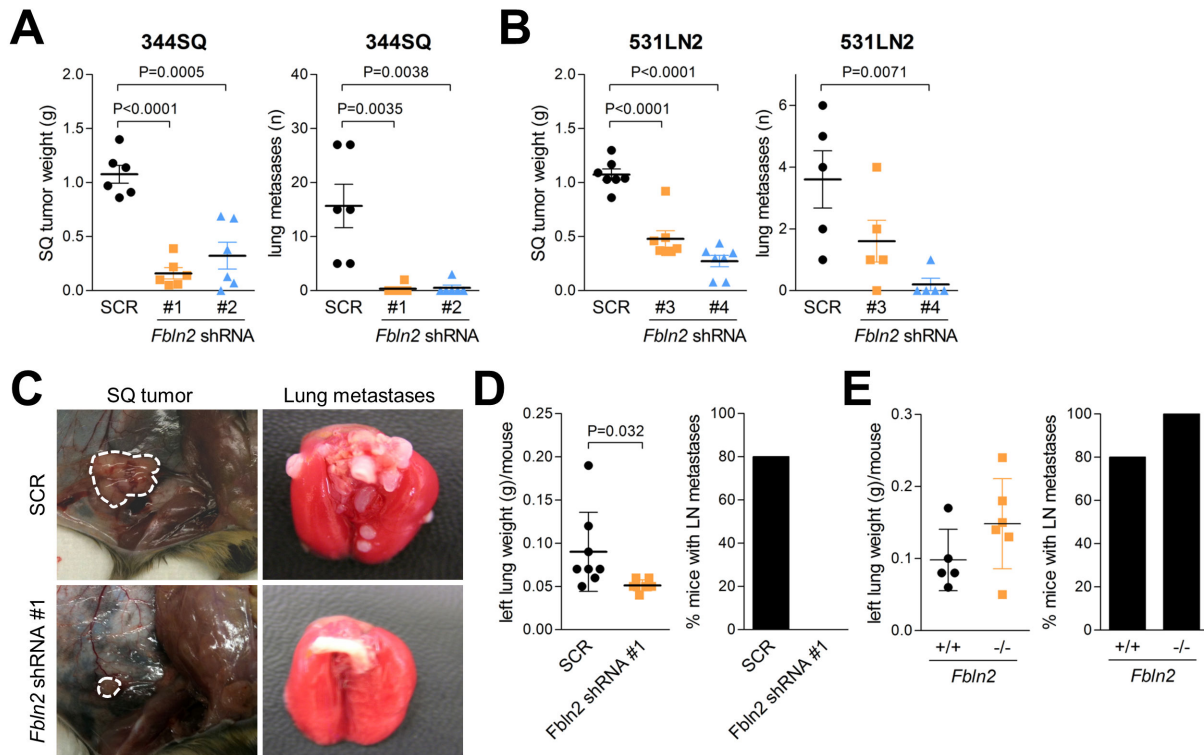 A
344SQ
P=0.0005
P<0.0001
SQ tumor weight (g)
2.0
1.5
1.0
0.5
0.0
SCR #1 #2
Fbln2 shRNA
344SQ
P=0.0038
P=0.0035
lung metasases (n)
40
30
20
10
0
SCR #1 #2
Fbln2 shRNA
B
531LN2
P<0.0001
P<0.0001
SQ tumor weight (g)
2.0
1.5
1.0
0.5
0.0
SCR #3 #4
Fbln2 shRNA
531LN2
P=0.0071
lung metasases (n)
6
4
2
0
SCR #3 #4
Fbln2 shRNA
C
SQ tumor Lung metastases
SCR
Fbln2 shRNA #1
D
left lung weight (g)/mouse
0.25
0.20
0.15
0.10
0.05
0.00
P=0.032
SCR
Fbln2 shRNA #1
% mice with LN metastases
100
80
60
40
20
0
SCR
Fbln2 shRNA #1
E
left lung weight (g)/mouse
0.3
0.2
0.1
0.0
+/+ -/-
Fbln2
% mice with LN metastases
100
80
60
40
20
0
+/+ -/-
Fbln2